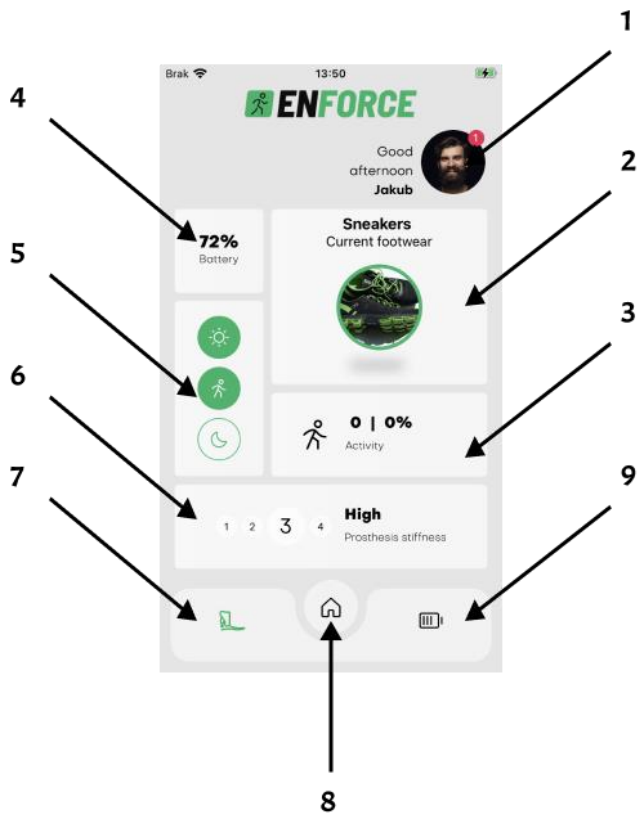 1
Brak 13:50
ENFORCE
4
Good
afternoon
Jakub
1
2
72%
Battery
Sneakers
Current footwear
5
3
6
0 | 0%
Activity
7
9
1 2 3 4
High
Prosthesis stiffness
8